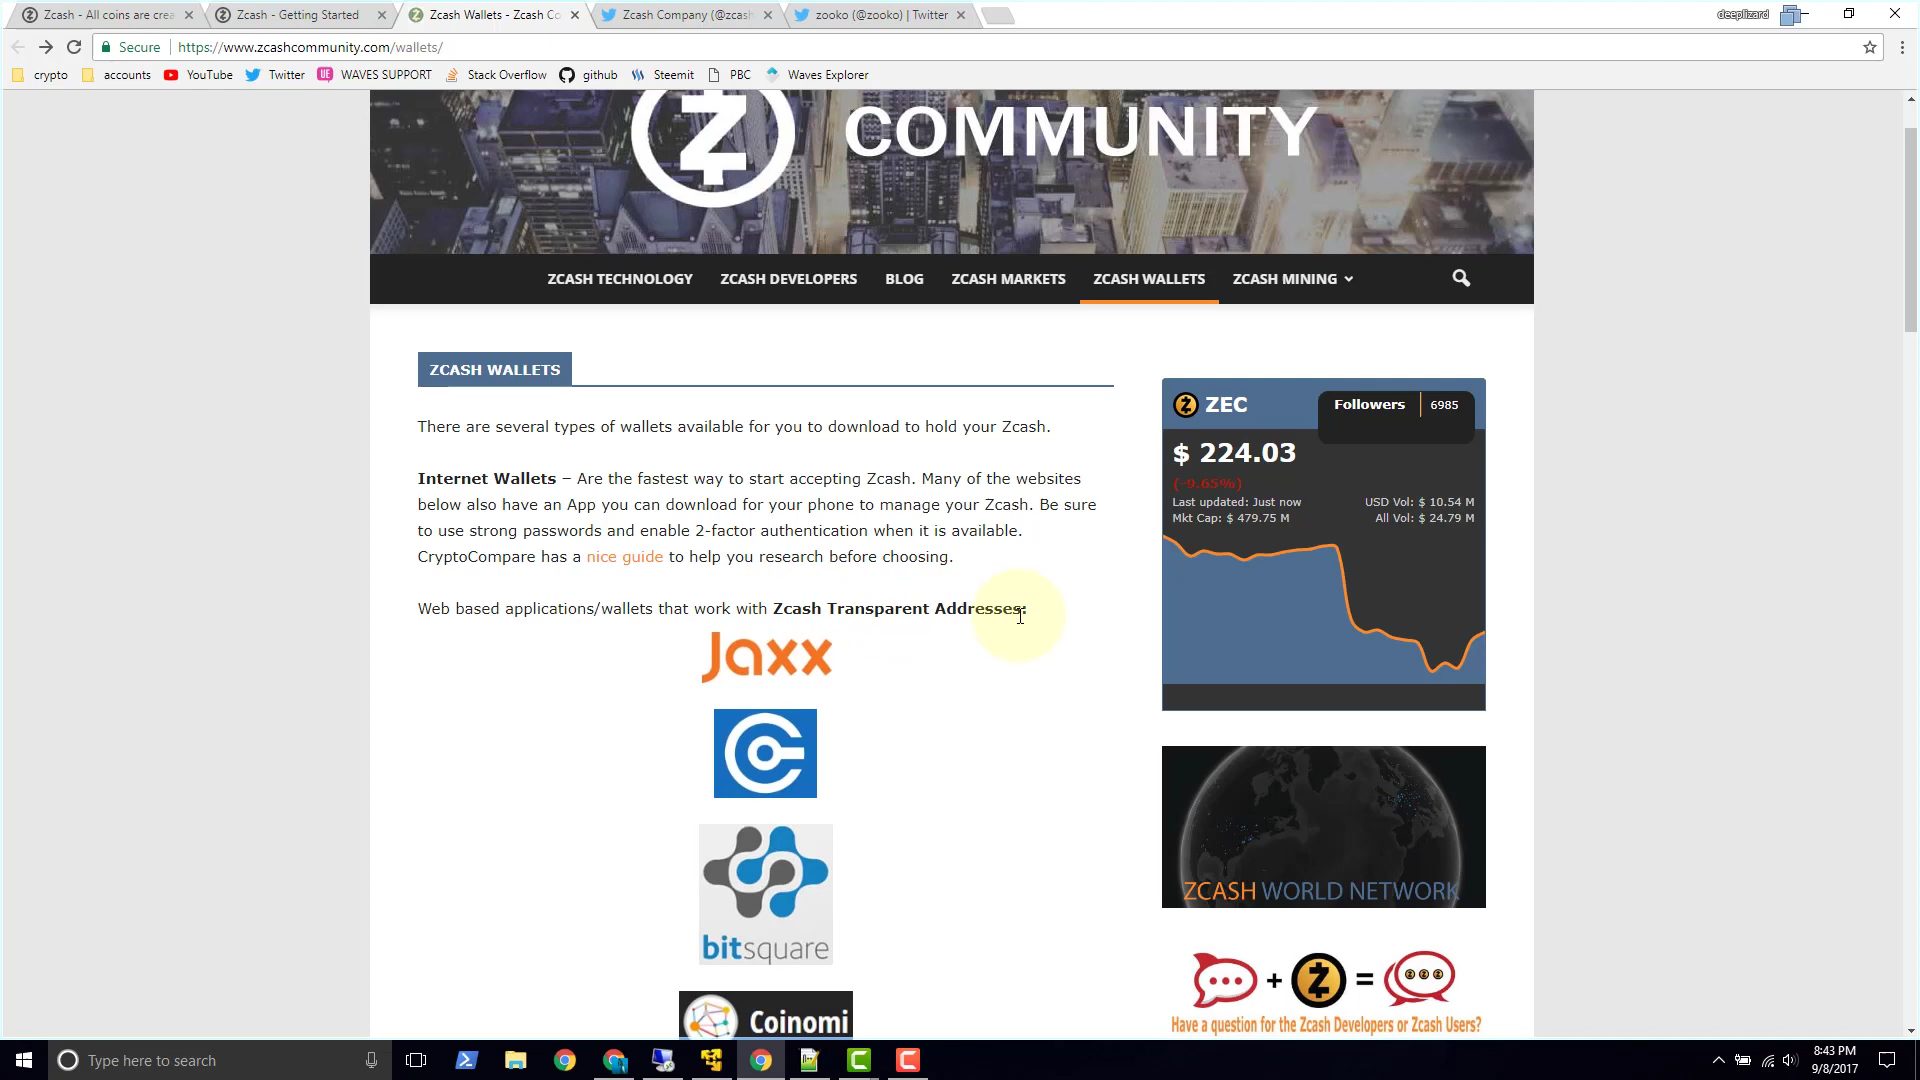 Zcash - All coins are crea
Zcash - Getting Started
Zcash Wallets - Zcash Co
Zcash Company (@zcash
zooko (@zooko) | Twitter
deeplizard
Secure
https://www.zcashcommunity.com/wallets/
crypto
accounts
YouTube
Twitter
UE
WAVES SUPPORT
Stack Overflow
github
Steemit
PBC
Waves Explorer
COMMUNITY
ZCASH TECHNOLOGY
ZCASH DEVELOPERS
BLOG
ZCASH MARKETS
ZCASH WALLETS
ZCASH MINING
ZCASH WALLETS
There are several types of wallets available for you to download to hold your Zcash.
Internet Wallets – Are the fastest way to start accepting Zcash. Many of the websites
below also have an App you can download for your phone to manage your Zcash. Be sure
to use strong passwords and enable 2-factor authentication when it is available.
CryptoCompare has a nice guide to help you research before choosing.
Web based applications/wallets that work with Zcash Transparent Addresses:
Jaxx
bitsquare
Coinomi
ZEC
Followers 6985
$ 224.03
(-9.65%)
Last updated: Just now
USD Vol: $ 10.54 M
Mkt Cap: $ 479.75 M
All Vol: $ 24.79 M
ZCASH WORLD NETWORK
+ =
Have a question for the Zcash Developers or Zcash Users?
Type here to search
8:43 PM
9/8/2017